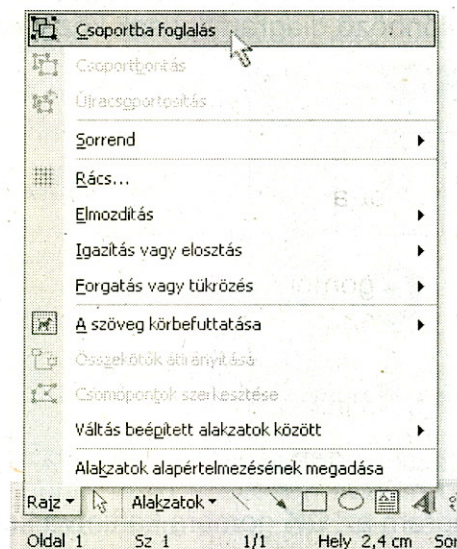 Csoportba foglalás
Csoportbontás
Újracsoportosítás
Sorrend
Rács...
Elmozdítás
Igazítás vagy elosztás
Forgatás vagy tükrözés
A szöveg körbefuttatása
Összekötők átirányítása
Csomópontok szerkesztése
Váltás beépített alakzatok között
Alakzatok alapértelmezésének megadása
Rajz Alakzatok
Oldal 1 Sz 1 1/1 Hely 2,4 cm Sor